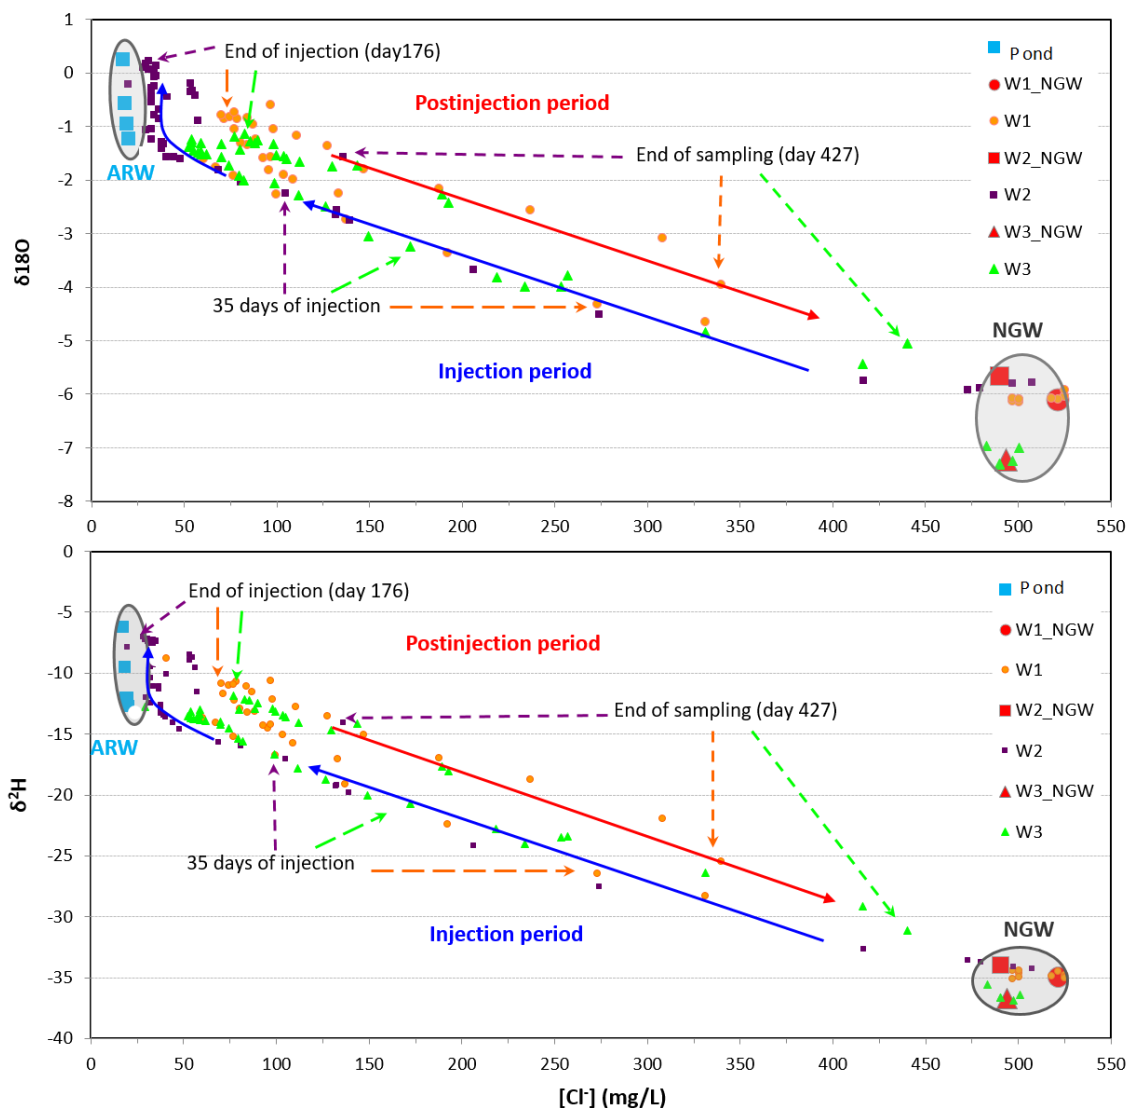 1
0
-1
-2
-3
-4
-5
-6
-7
-8
δ18O
End of injection (day176)
Postinjection period
End of sampling (day 427)
ARW
35 days of injection
Injection period
NGW
Pond
W1_NGW
W1
W2_NGW
W2
W3_NGW
W3
0 50 100 150 200 250 300 350 400 450 500 550
0
-5
-10
-15
-20
-25
-30
-35
-40
δ²H
End of injection (day 176)
Postinjection period
End of sampling (day 427)
ARW
35 days of injection
Injection period
NGW
Pond
W1_NGW
W1
W2_NGW
W2
W3_NGW
W3
0 50 100 150 200 250 300 350 400 450 500 550
[Cl⁻] (mg/L)